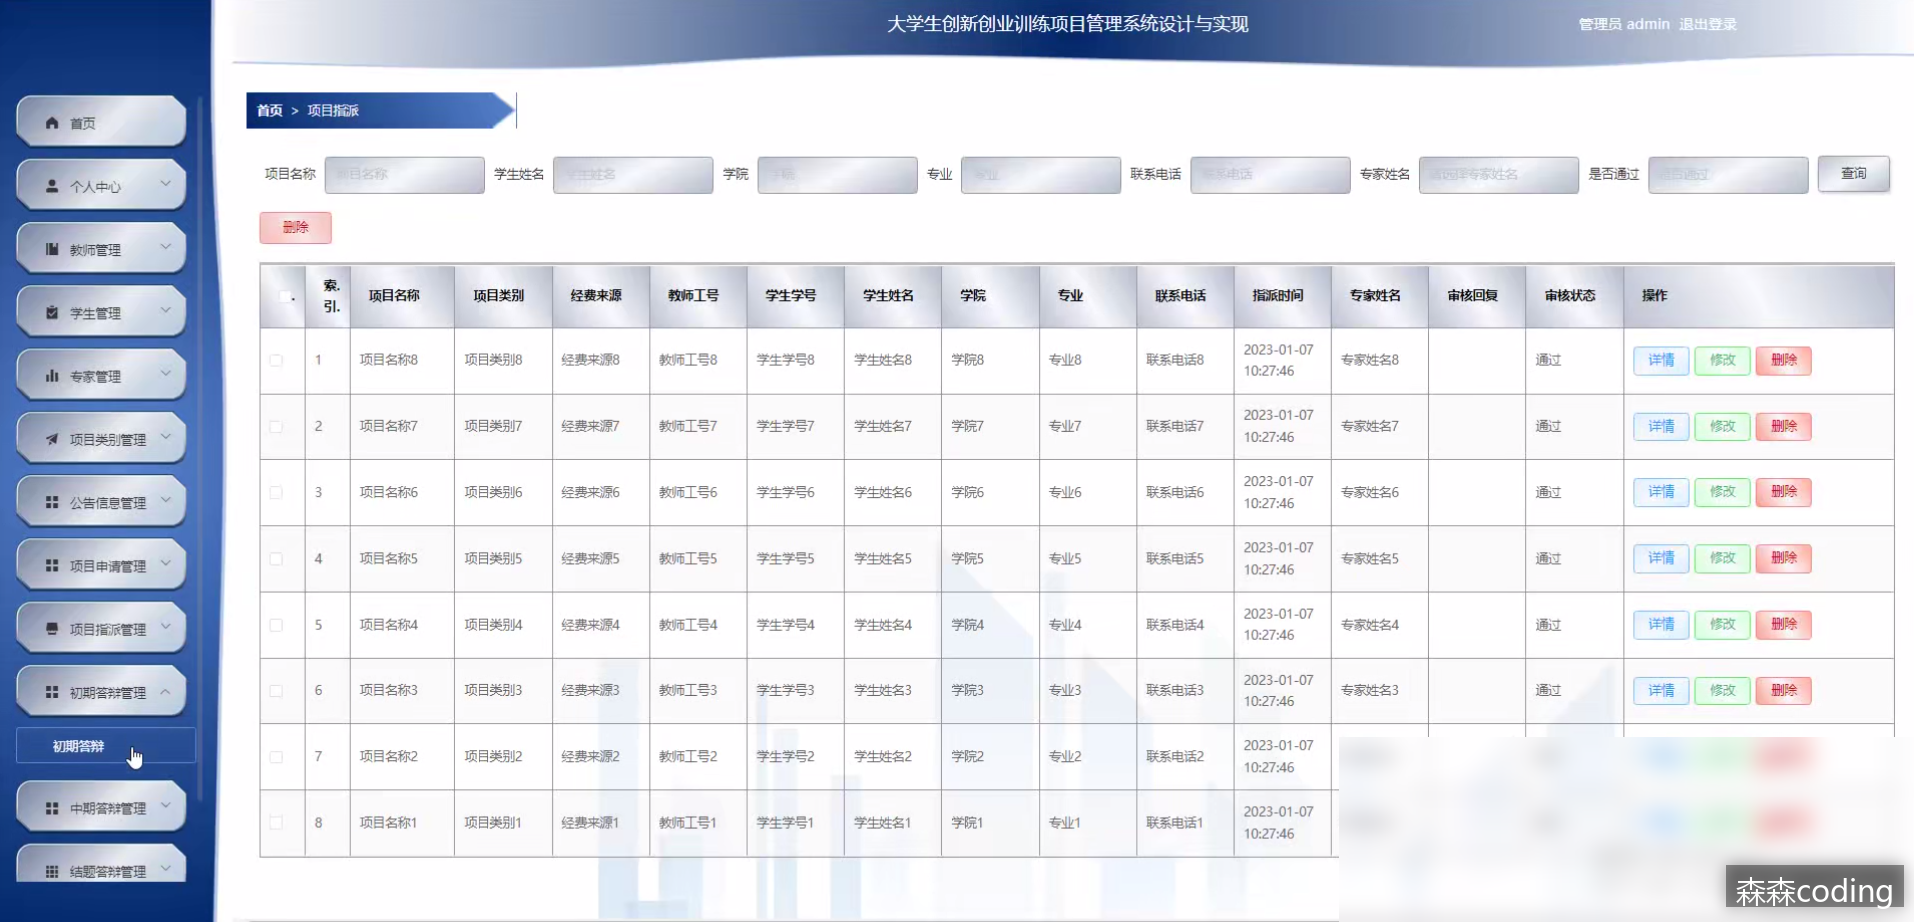 大学生创新创业训练项目管理系统设计与实现
管理员 admin 退出登录
首页
个人中心
教师管理
学生管理
专家管理
项目类别管理
公告信息管理
项目申请管理
项目指派管理
初期答辩管理
初期答辩
中期答辩管理
结题答辩管理
首页 > 项目指派
项目名称 项目名称 学生姓名 学生姓名 学院 学院 专业 专业 联系电话 联系电话 专家姓名 请选择专家姓名 是否通过 是否通过 查询
删除
索引 项目名称 项目类别 经费来源 教师工号 学生学号 学生姓名 学院 专业 联系电话 指派时间 专家姓名 审核回复 审核状态 操作
1 项目名称8 项目类别8 经费来源8 教师工号8 学生学号8 学生姓名8 学院8 专业8 联系电话8 2023-01-07 10:27:46 专家姓名8 通过 详情 修改 删除
2 项目名称7 项目类别7 经费来源7 教师工号7 学生学号7 学生姓名7 学院7 专业7 联系电话7 2023-01-07 10:27:46 专家姓名7 通过 详情 修改 删除
3 项目名称6 项目类别6 经费来源6 教师工号6 学生学号6 学生姓名6 学院6 专业6 联系电话6 2023-01-07 10:27:46 专家姓名6 通过 详情 修改 删除
4 项目名称5 项目类别5 经费来源5 教师工号5 学生学号5 学生姓名5 学院5 专业5 联系电话5 2023-01-07 10:27:46 专家姓名5 通过 详情 修改 删除
5 项目名称4 项目类别4 经费来源4 教师工号4 学生学号4 学生姓名4 学院4 专业4 联系电话4 2023-01-07 10:27:46 专家姓名4 通过 详情 修改 删除
6 项目名称3 项目类别3 经费来源3 教师工号3 学生学号3 学生姓名3 学院3 专业3 联系电话3 2023-01-07 10:27:46 专家姓名3 通过 详情 修改 删除
7 项目名称2 项目类别2 经费来源2 教师工号2 学生学号2 学生姓名2 学院2 专业2 联系电话2 2023-01-07 10:27:46
8 项目名称1 项目类别1 经费来源1 教师工号1 学生学号1 学生姓名1 学院1 专业1 联系电话1 2023-01-07 10:27:46
森森coding